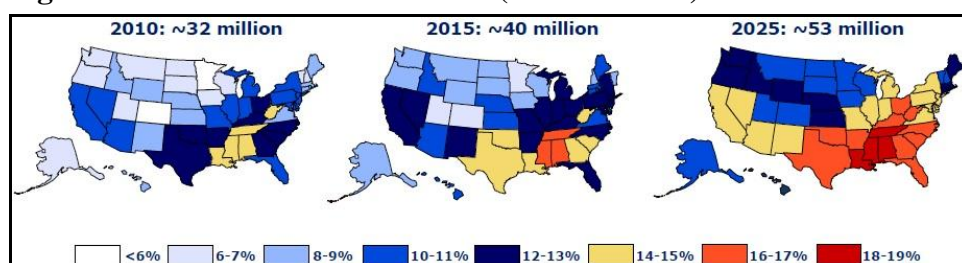 2010: ~32 million 2015: ~40 million 2025: ~53 million
<6% 6-7% 8-9% 10-11% 12-13% 14-15% 16-17% 18-19%